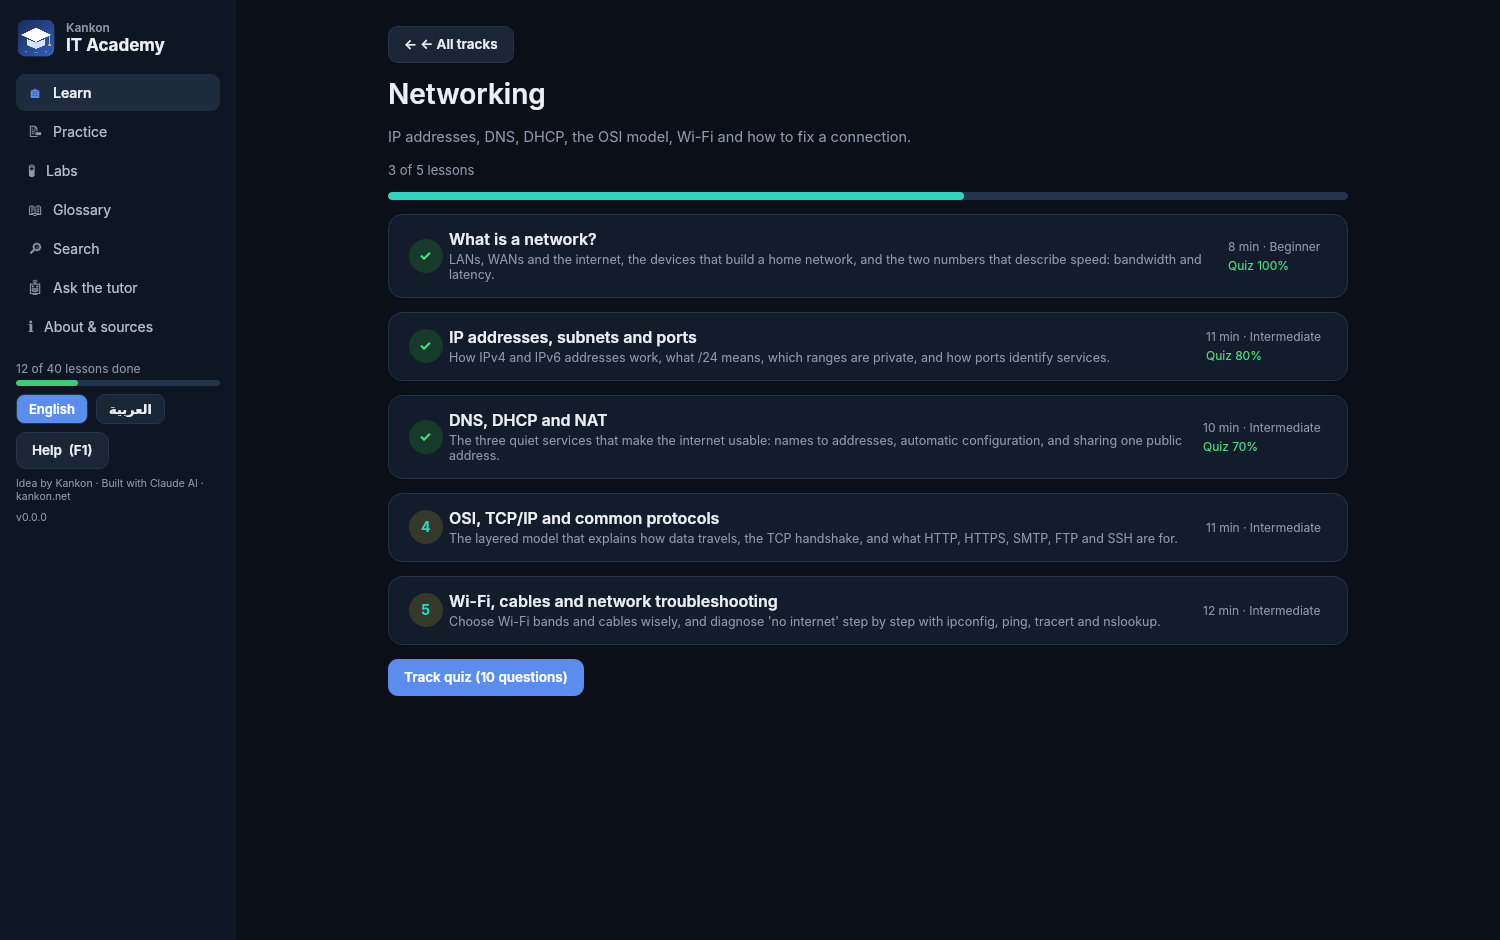 Kankon
IT Academy
Learn
Practice
Labs
Glossary
Search
Ask the tutor
About & sources
12 of 40 lessons done
English
العربية
Help (F1)
Idea by Kankon · Built with Claude AI ·
kankon.net
v0.0.0
← ← All tracks
Networking
IP addresses, DNS, DHCP, the OSI model, Wi-Fi and how to fix a connection.
3 of 5 lessons
What is a network?
LANs, WANs and the internet, the devices that build a home network, and the two numbers that describe speed: bandwidth and
latency.
8 min · Beginner
Quiz 100%
IP addresses, subnets and ports
How IPv4 and IPv6 addresses work, what /24 means, which ranges are private, and how ports identify services.
11 min · Intermediate
Quiz 80%
DNS, DHCP and NAT
The three quiet services that make the internet usable: names to addresses, automatic configuration, and sharing one public
address.
10 min · Intermediate
Quiz 70%
4
OSI, TCP/IP and common protocols
The layered model that explains how data travels, the TCP handshake, and what HTTP, HTTPS, SMTP, FTP and SSH are for.
11 min · Intermediate
5
Wi-Fi, cables and network troubleshooting
Choose Wi-Fi bands and cables wisely, and diagnose 'no internet' step by step with ipconfig, ping, tracert and nslookup.
12 min · Intermediate
Track quiz (10 questions)